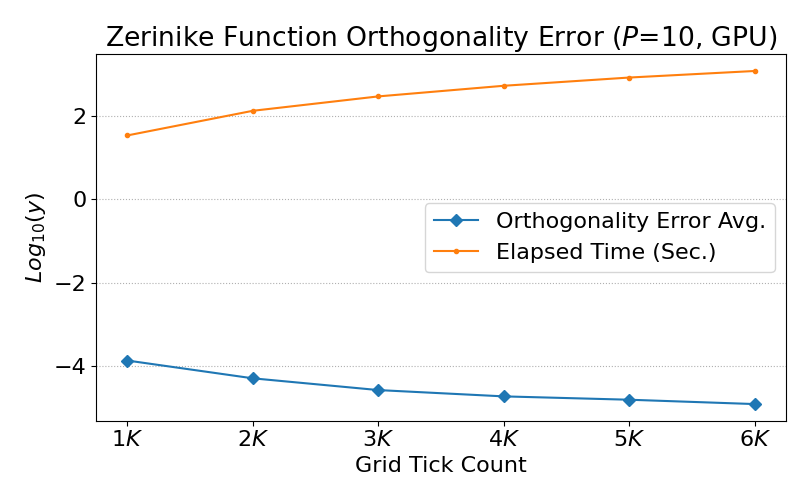 Zerinike Function Orthogonality Error (P=10, GPU)
Log₁₀(y)
2
0
−2
−4
Orthogonality Error Avg.
Elapsed Time (Sec.)
1K 2K 3K 4K 5K 6K
Grid Tick Count